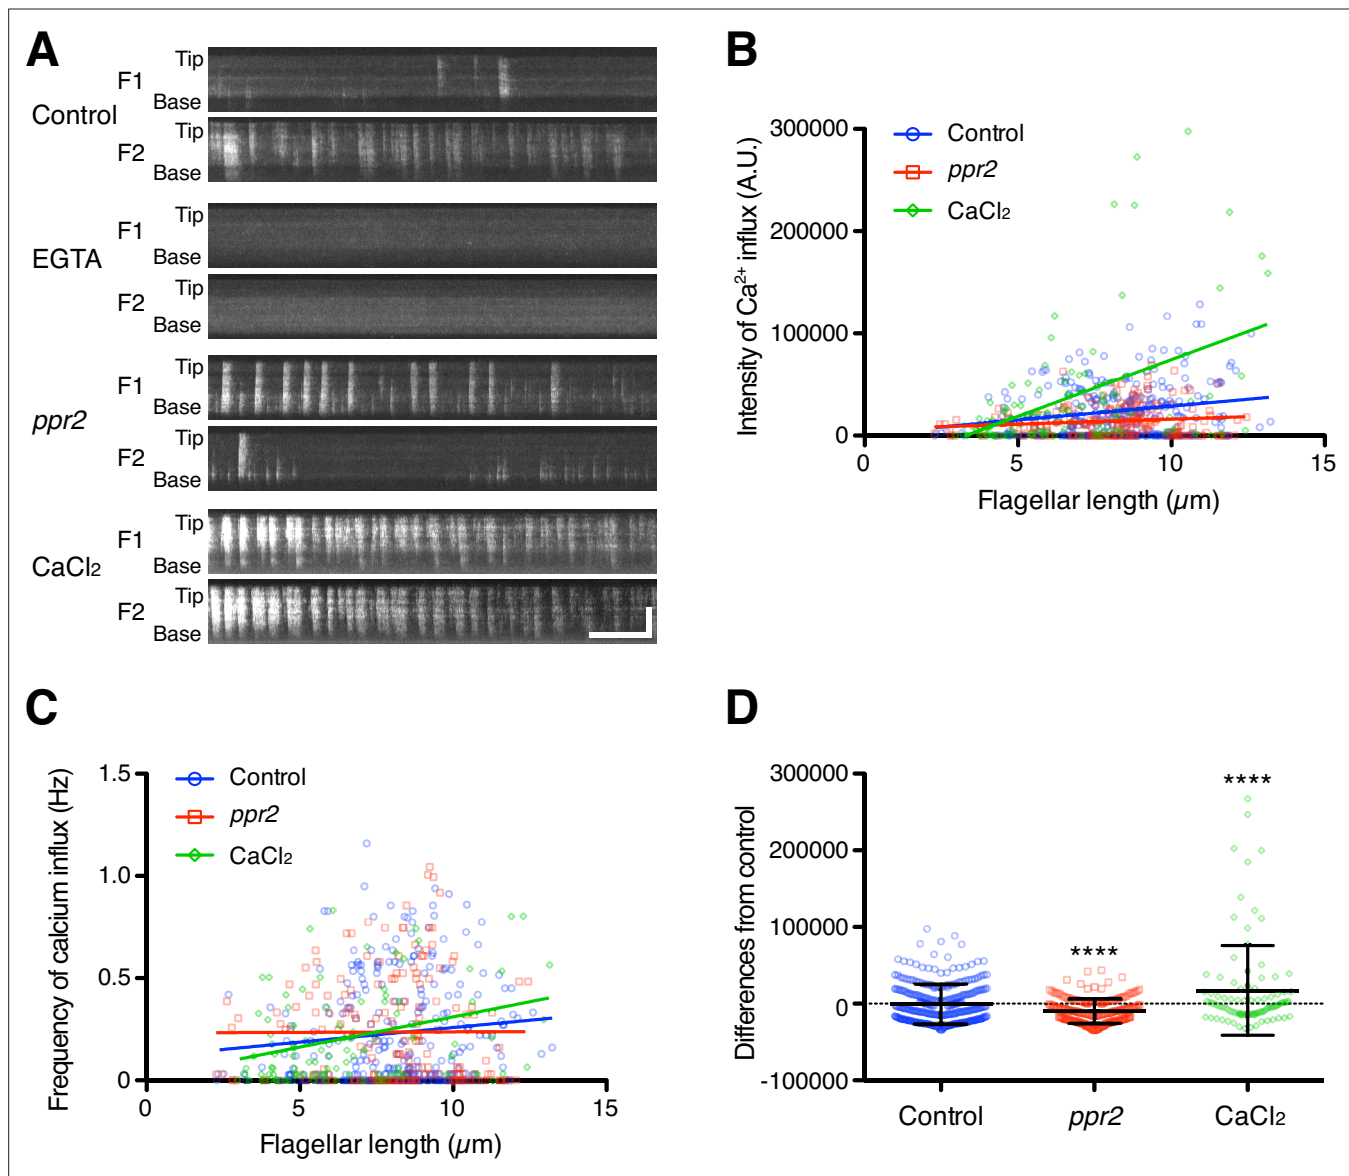 A
Control
F1
Tip
Base
F2
Tip
Base
EGTA
F1
Tip
Base
F2
Tip
Base
ppr2
F1
Tip
Base
F2
Tip
Base
CaCl₂
F1
Tip
Base
F2
Tip
Base
B
Intensity of Ca²⁺ influx (A.U.)
300000
200000
100000
0
Control
ppr2
CaCl₂
0 5 10 15
Flagellar length (µm)
C
Frequency of calcium influx (Hz)
1.5
1.0
0.5
0
Control
ppr2
CaCl₂
0 5 10 15
Flagellar length (µm)
D
Differences from control
300000
200000
100000
0
-100000
****
****
Control ppr2 CaCl₂